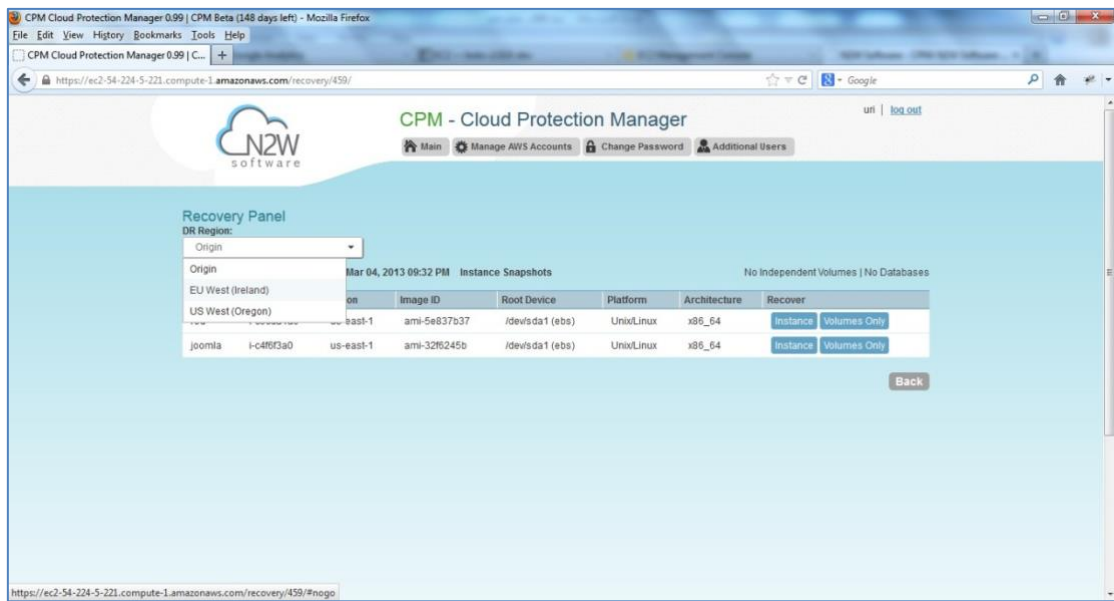 CPM Cloud Protection Manager 0.99 | CPM Beta (148 days left) - Mozilla Firefox
File Edit View History Bookmarks Tools Help
CPM Cloud Protection Manager 0.99 | C... +
https://ec2-54-224-5-221.compute-1.amazonaws.com/recovery/459/ Google
uri | log out
CPM - Cloud Protection Manager
N2W
software
Main Manage AWS Accounts Change Password Additional Users
Recovery Panel
DR Region:
Origin
Origin
EU West (Ireland)
US West (Oregon)
Mar 04, 2013 09:32 PM Instance Snapshots No Independent Volumes | No Databases
Image ID Root Device Platform Architecture Recover
ami-5e837b37 /dev/sda1 (ebs) Unix/Linux x86_64 Instance Volumes Only
joomla i-c4f6f3a0 us-east-1 ami-32f6245b /dev/sda1 (ebs) Unix/Linux x86_64 Instance Volumes Only
Back
https://ec2-54-224-5-221.compute-1.amazonaws.com/recovery/459/#nogo